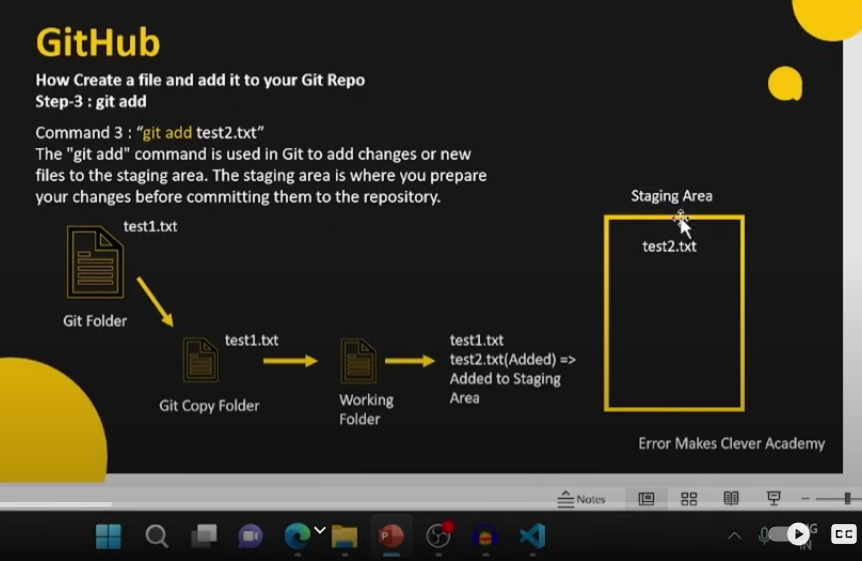 GitHub
How Create a file and add it to your Git Repo
Step-3 : git add
Command 3 : “git add test2.txt”
The "git add" command is used in Git to add changes or new
files to the staging area. The staging area is where you prepare
your changes before committing them to the repository.
Staging Area
test2.txt
test1.txt
Git Folder
test1.txt
Git Copy Folder
Working
Folder
test1.txt
test2.txt(Added) =>
Added to Staging
Area
Error Makes Clever Academy
Notes
IN
CC